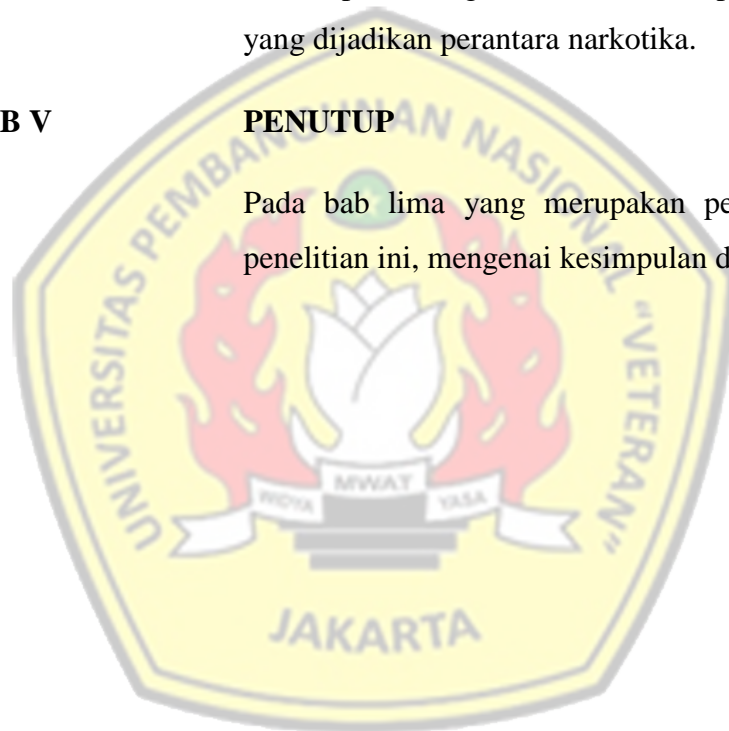 yang dijadikan perantara narkotika.
B V PENUTUP
Pada bab lima yang merupakan pe
penelitian ini, mengenai kesimpulan d
UNIVERSITAS PEMBANGUNAN NASIONAL "VETERAN"
WIDYA MWAT YASA
JAKARTA